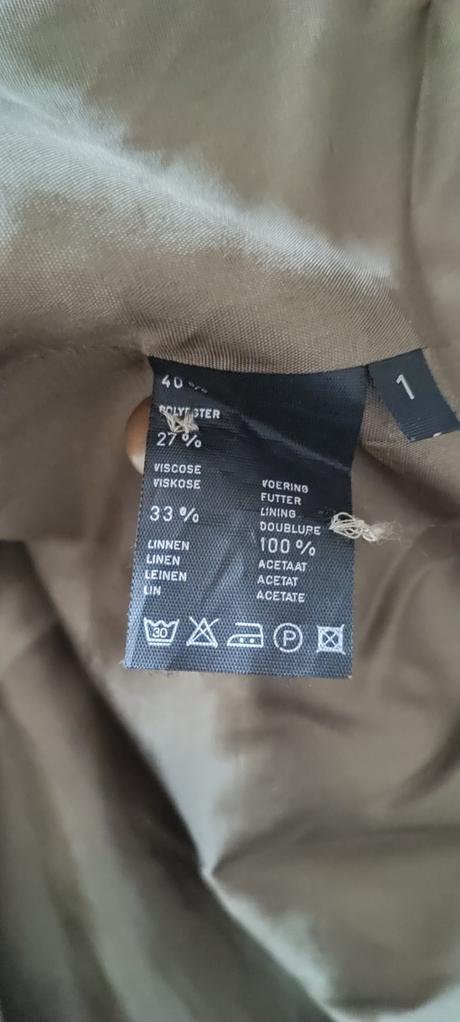 40%
POLYESTER
27%
VISCOSE
VISKOSE
33%
LINNEN
LINEN
LEINEN
LIN
VOERING
FUTTER
LINING
DOUBLURE
100%
ACETAAT
ACETAT
ACETATE
30
P
1